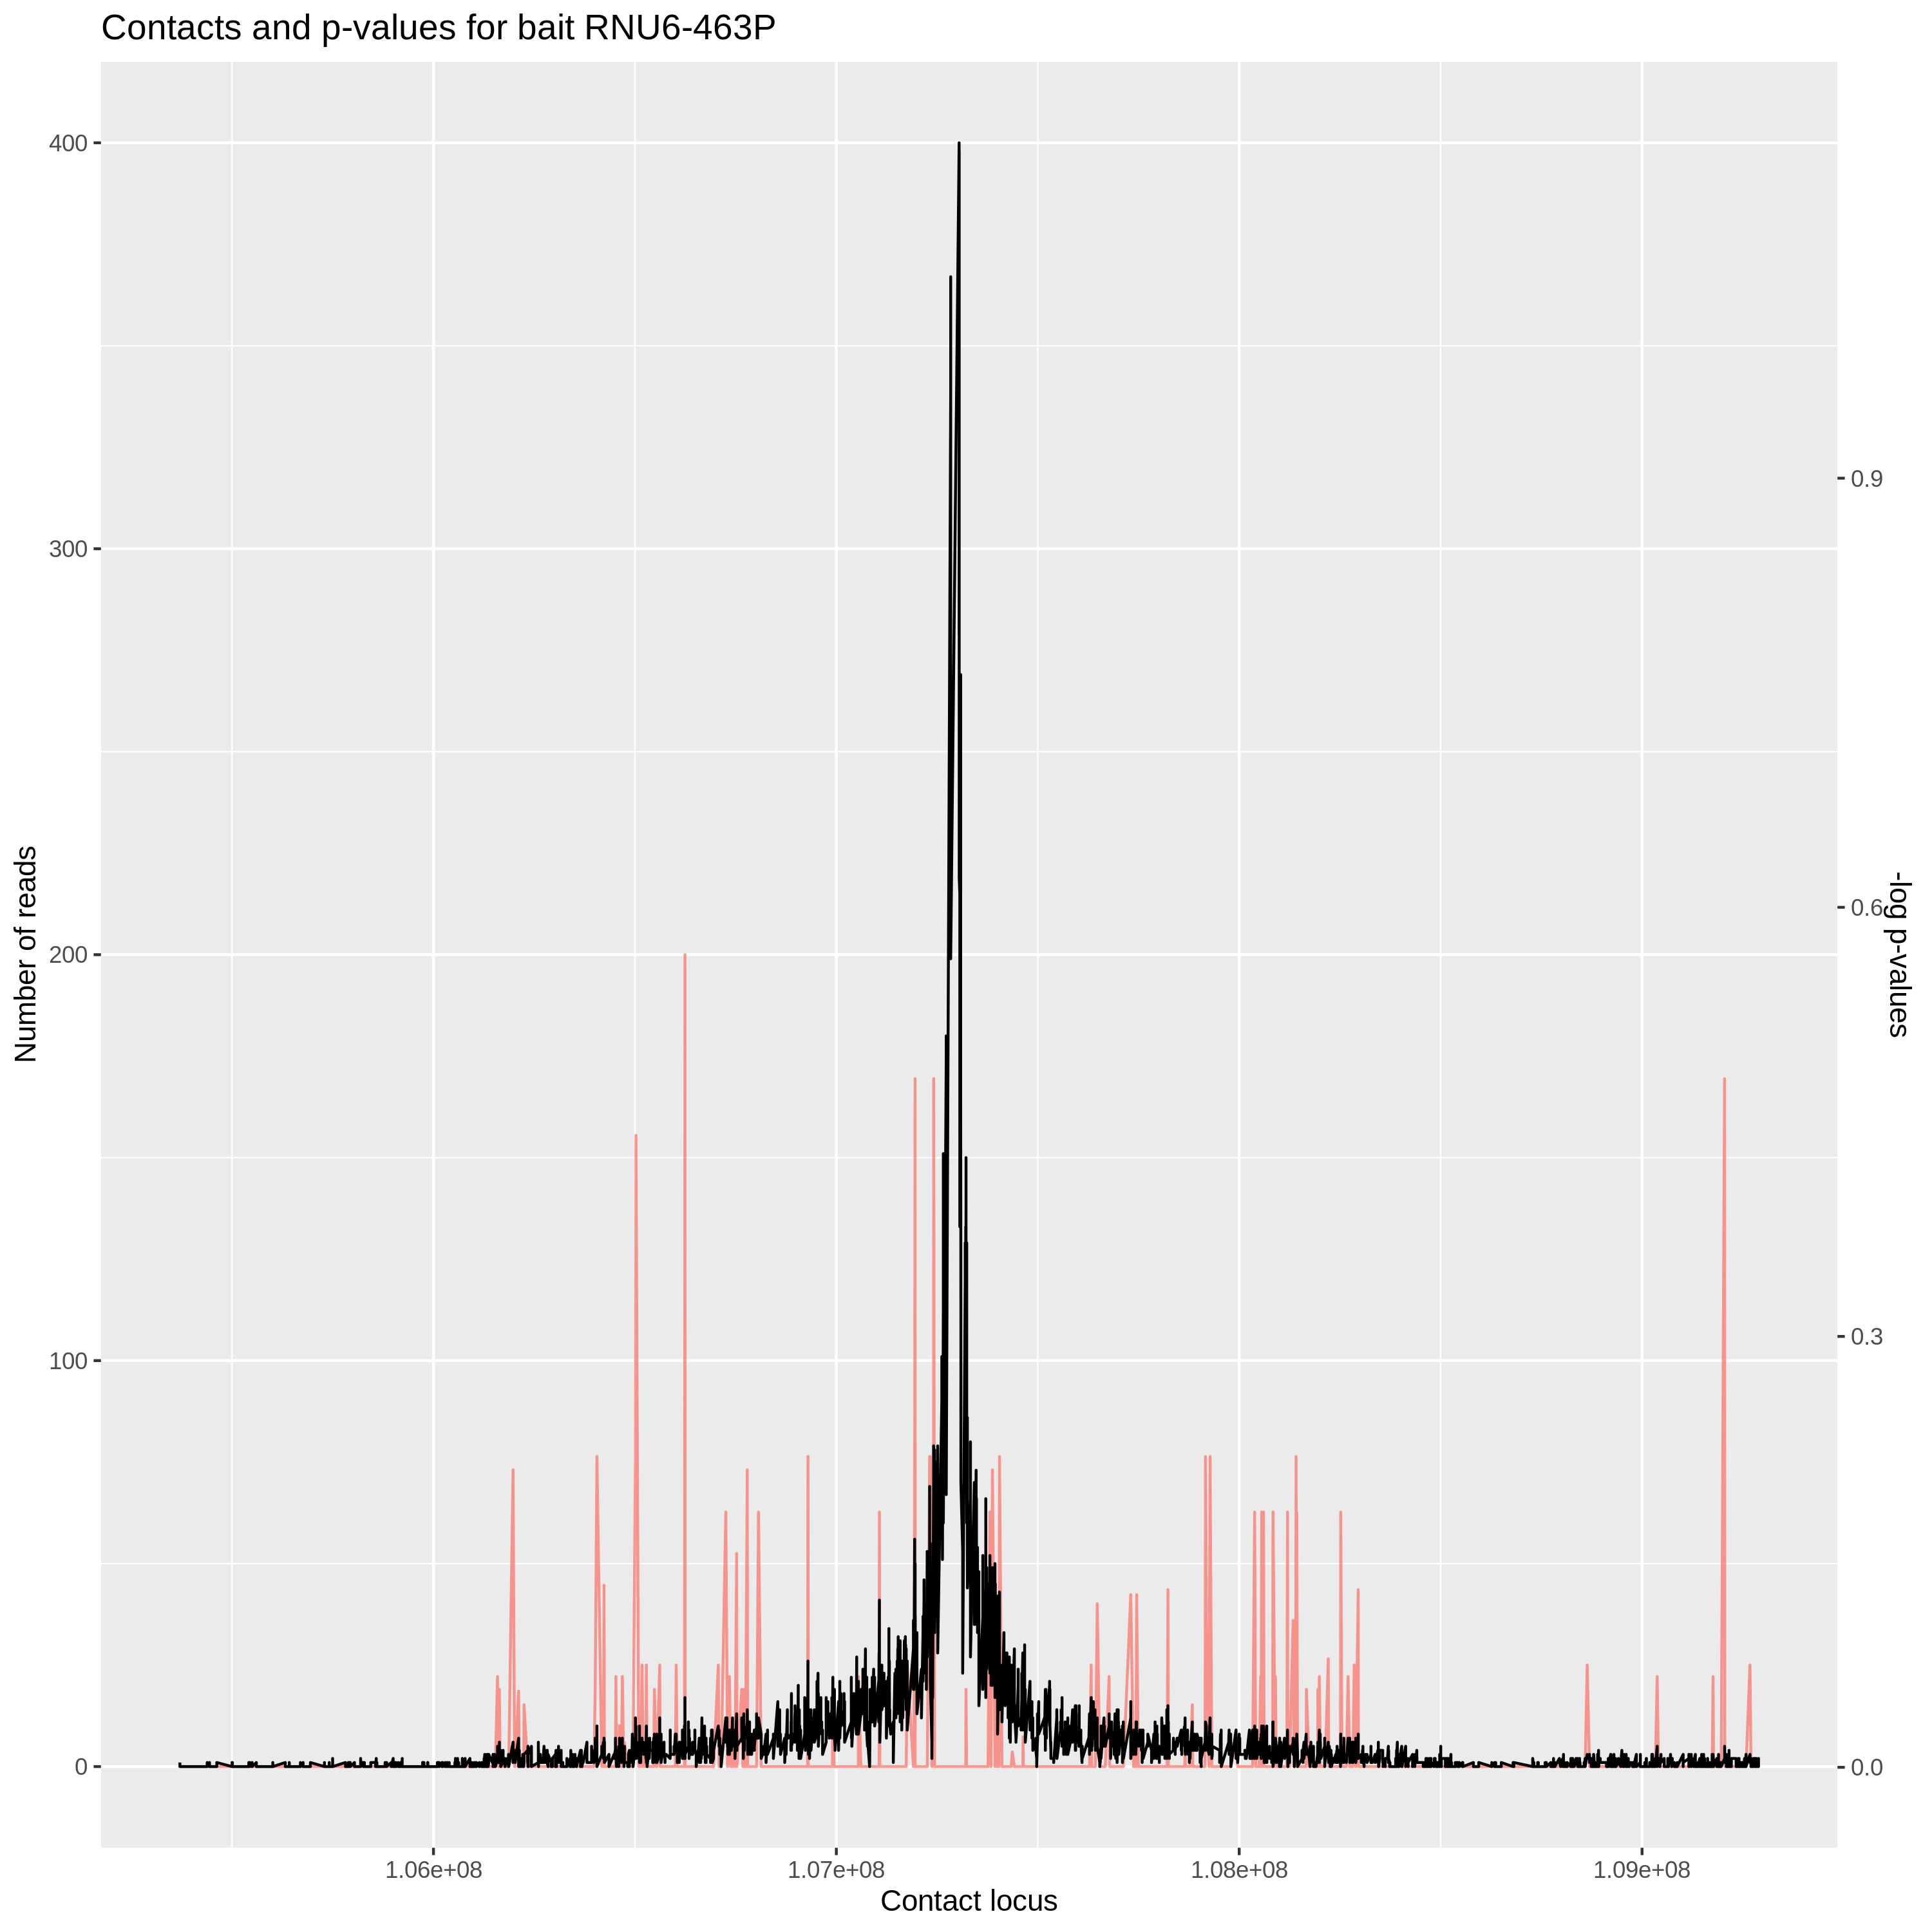 Contacts and p-values for bait RNU6-463P
400
300
200
100
0
Number of reads
0.9
0.6
0.3
0.0
-log p-values
1.06e+08
1.07e+08
1.08e+08
1.09e+08
Contact locus